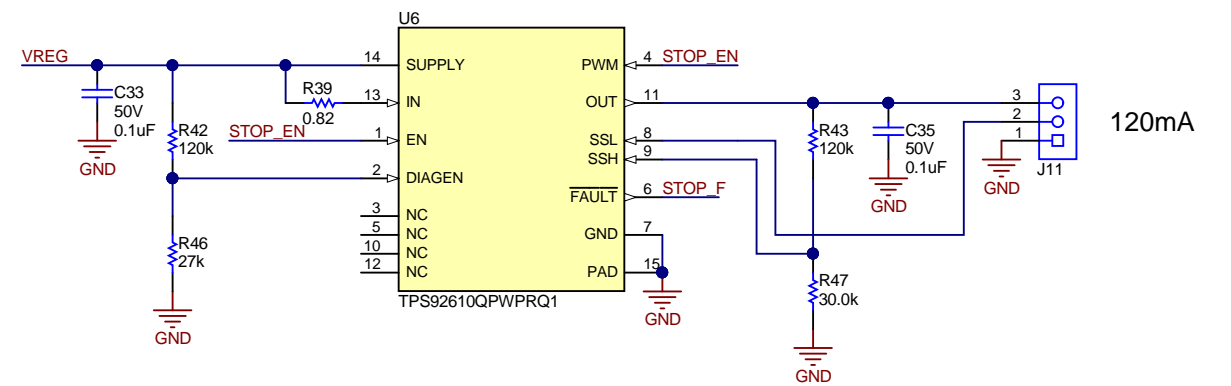 U6
VREG
14 SUPPLY
PWM 4 STOP_EN
C33
50V
0.1uF
GND
R39
0.82
13 IN
OUT 11
3
2
1
J11
120mA
R42
120k
STOP_EN
1 EN
SSL 8
SSH 9
R43
120k
C35
50V
0.1uF
GND
GND
2 DIAGEN
FAULT 6 STOP_F
3 NC
5 NC
10 NC
12 NC
GND 7
PAD 15
R46
27k
GND
TPS92610QPWPRQ1
GND
R47
30.0k
GND